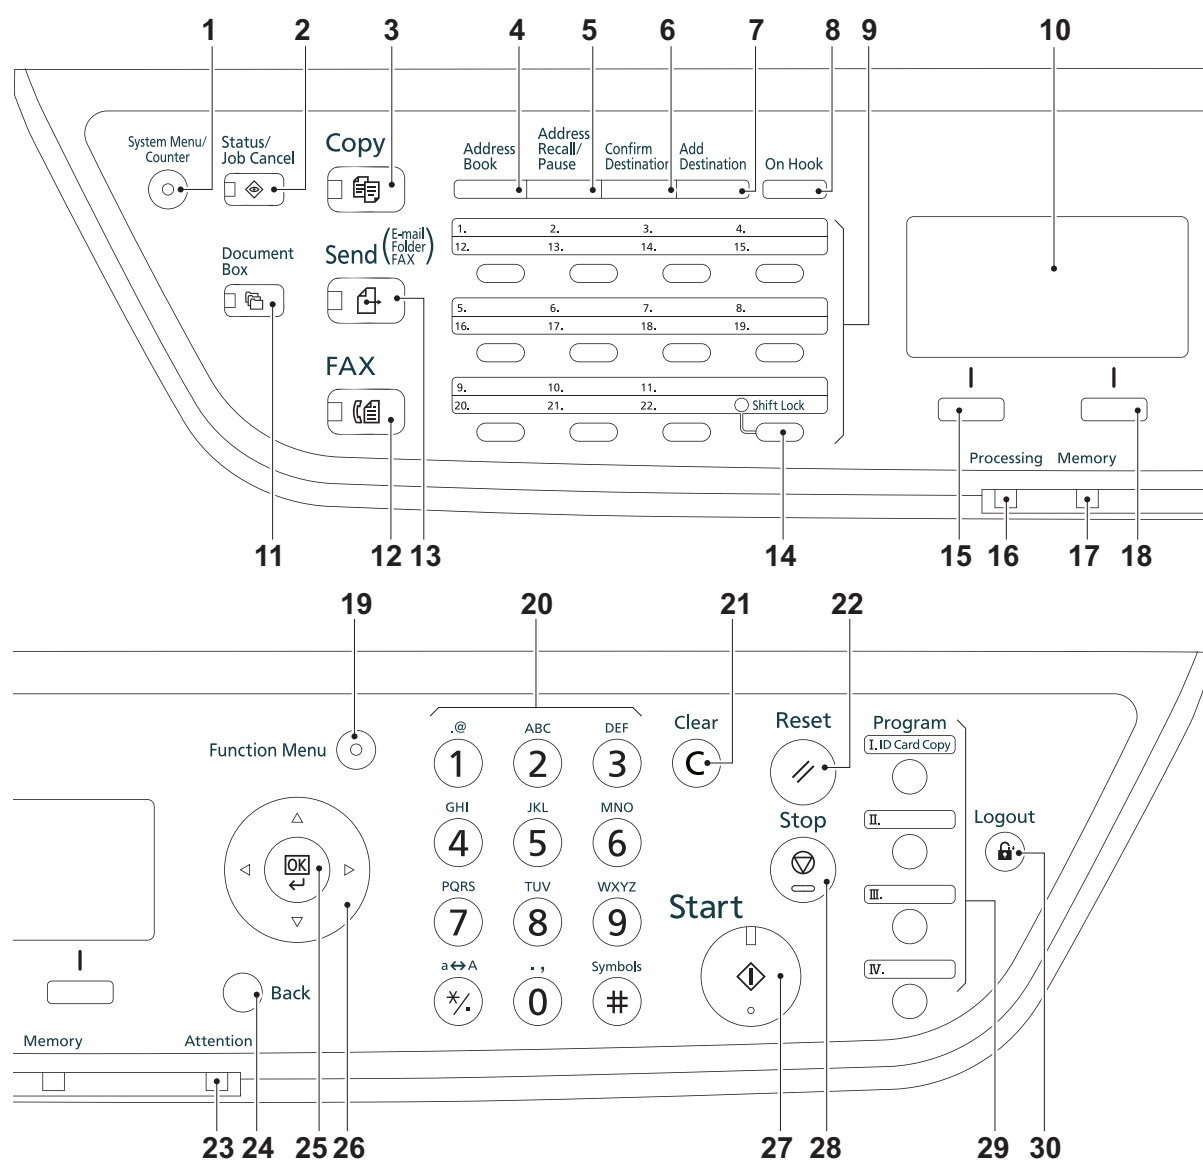 1 2 3 4 5 6 7 8 9 10
System Menu/
Counter
Status/
Job Cancel
Copy
Address
Book
Address
Recall/
Pause
Confirm
Destination
Add
Destination
On Hook
1. 2. 3. 4.
12. 13. 14. 15.
Document
Box
Send (E-mail
Folder
FAX)
5. 6. 7. 8.
16. 17. 18. 19.
FAX
9. 10. 11.
20. 21. 22. Shift Lock
Processing Memory
11 12 13 14 15 16 17 18
19 20 21 22
Function Menu
.@ ABC DEF
1 2 3
Clear
C
Reset
Program
I. ID Card Copy
GHI JKL MNO
4 5 6
Stop
II.
Logout
OK
PQRS TUV WXYZ
7 8 9
Start
III.
a↔A . , Symbols
*/. 0 #
IV.
Back
Memory Attention
23 24 25 26 27 28 29 30